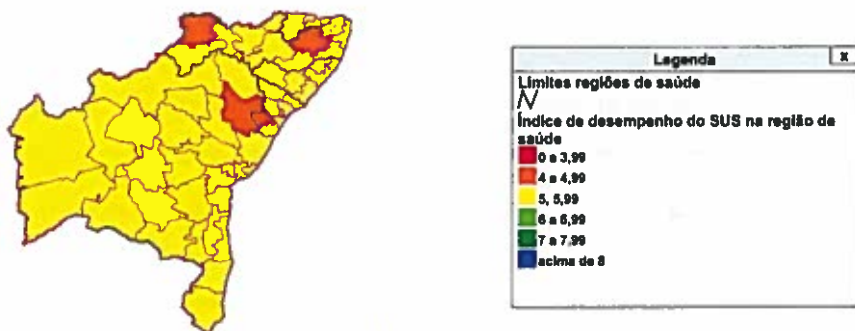 Legenda x
Limites regiões de saúde
Índice de desempenho do SUS na região de
saúde
0 a 3,99
4 a 4,99
5, 5,99
6 a 6,99
7 a 7,99
acima de 8